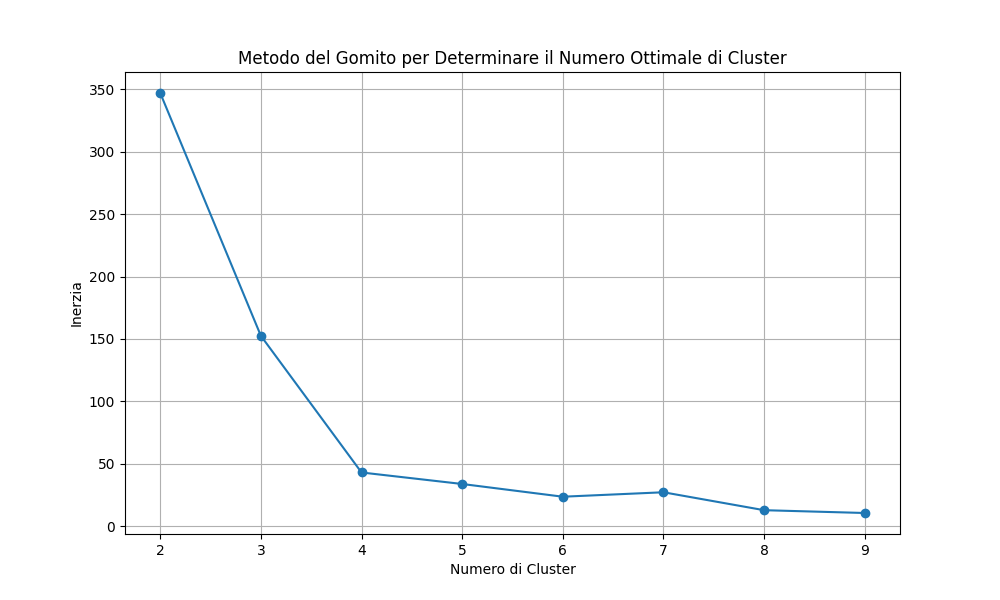 Metodo del Gomito per Determinare il Numero Ottimale di Cluster
350
300
250
200
150
100
50
0
Inerzia
2 3 4 5 6 7 8 9
Numero di Cluster